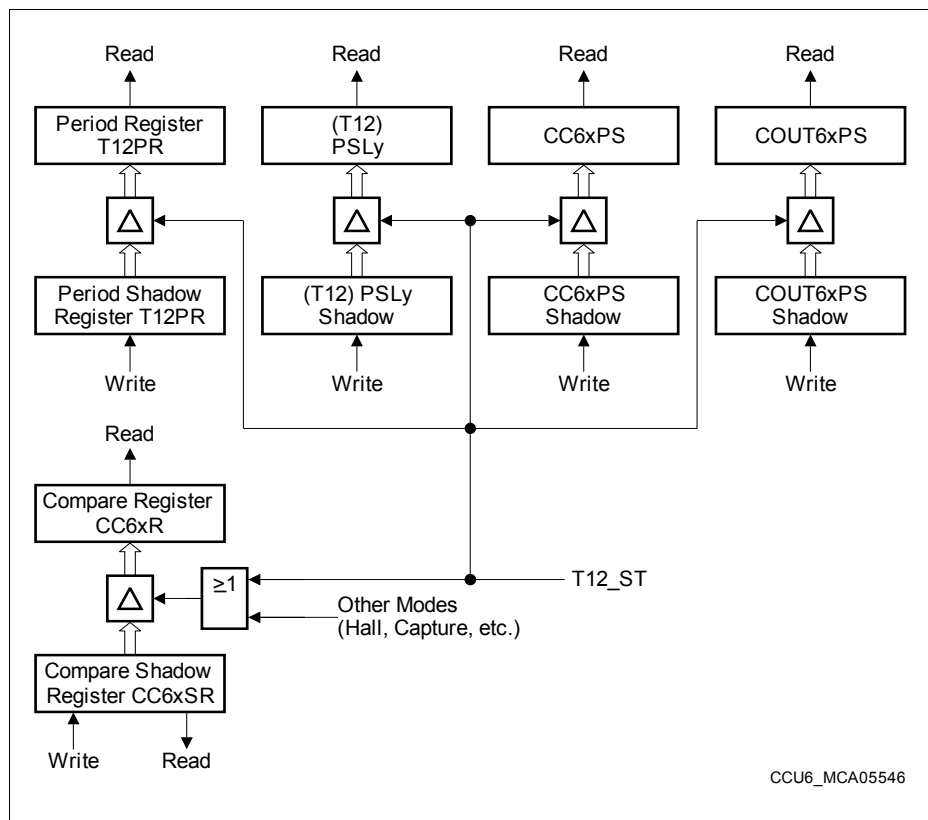 Read Read Read Read
Period Register (T12) CC6xPS COUT6xPS
T12PR PSLy
Δ Δ Δ Δ
Period Shadow (T12) PSLy CC6xPS COUT6xPS
Register T12PR Shadow Shadow Shadow
Write Write Write Write
Read
Compare Register
CC6xR
Δ ≥1 T12_ST
Other Modes
(Hall, Capture, etc.)
Compare Shadow
Register CC6xSR
Write Read
CCU6_MCA05546